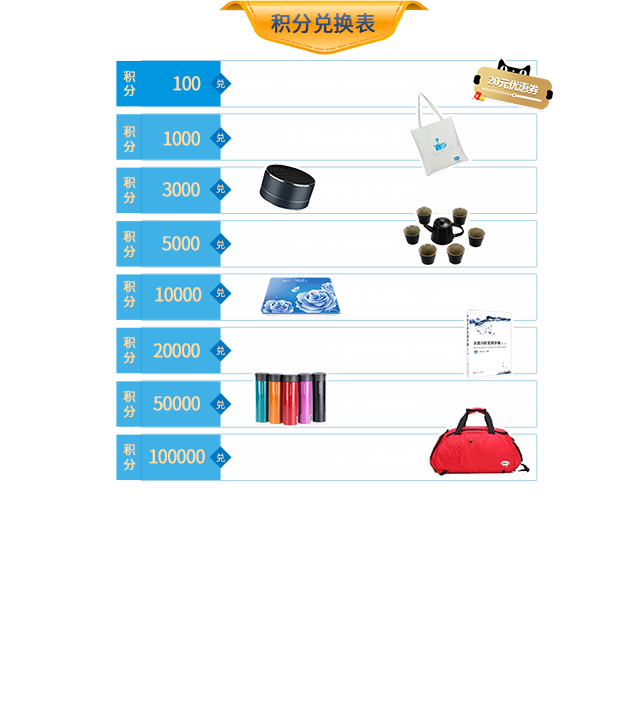 积分兑换表
积分 100 兑
20元优惠券
积分 1000 兑
积分 3000 兑
积分 5000 兑
积分 10000 兑
积分 20000 兑
积分 50000 兑
积分 100000 兑